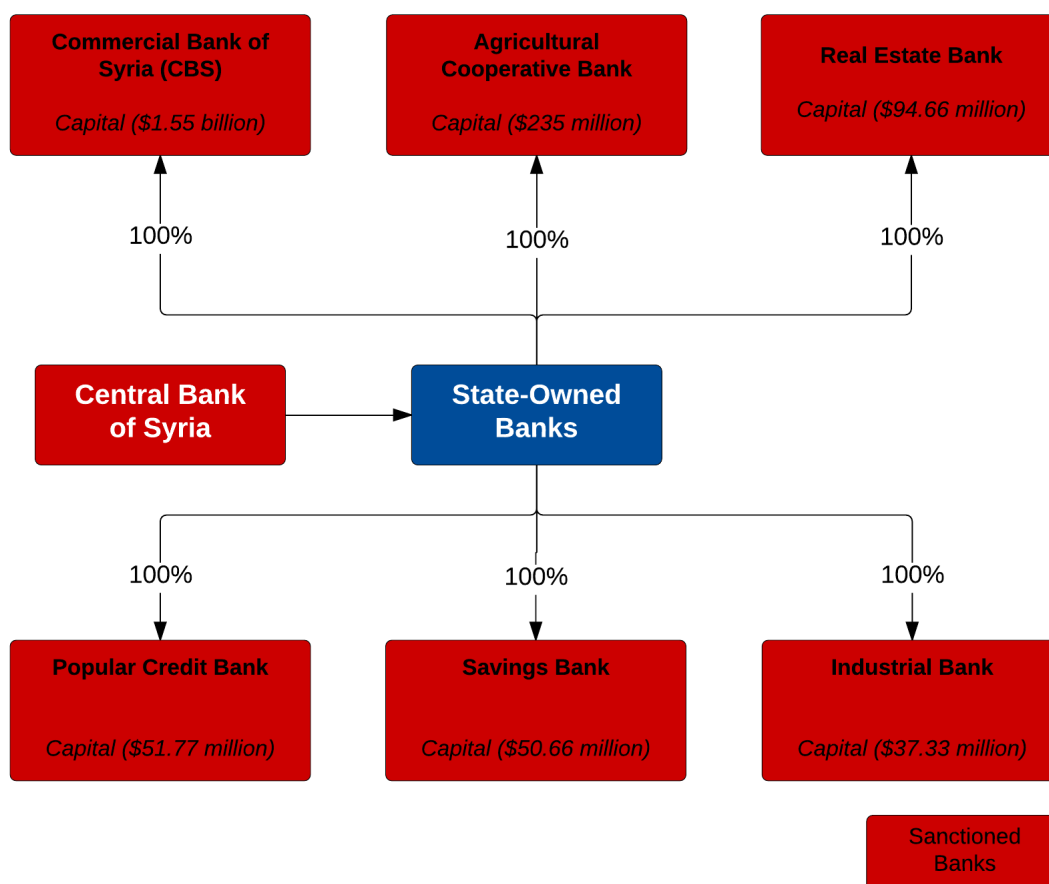 Commercial Bank of
Syria (CBS)
Capital ($1.55 billion)
Agricultural
Cooperative Bank
Capital ($235 million)
Real Estate Bank
Capital ($94.66 million)
100%
100%
100%
Central Bank
of Syria
State-Owned
Banks
100%
100%
100%
Popular Credit Bank
Capital ($51.77 million)
Savings Bank
Capital ($50.66 million)
Industrial Bank
Capital ($37.33 million)
Sanctioned
Banks